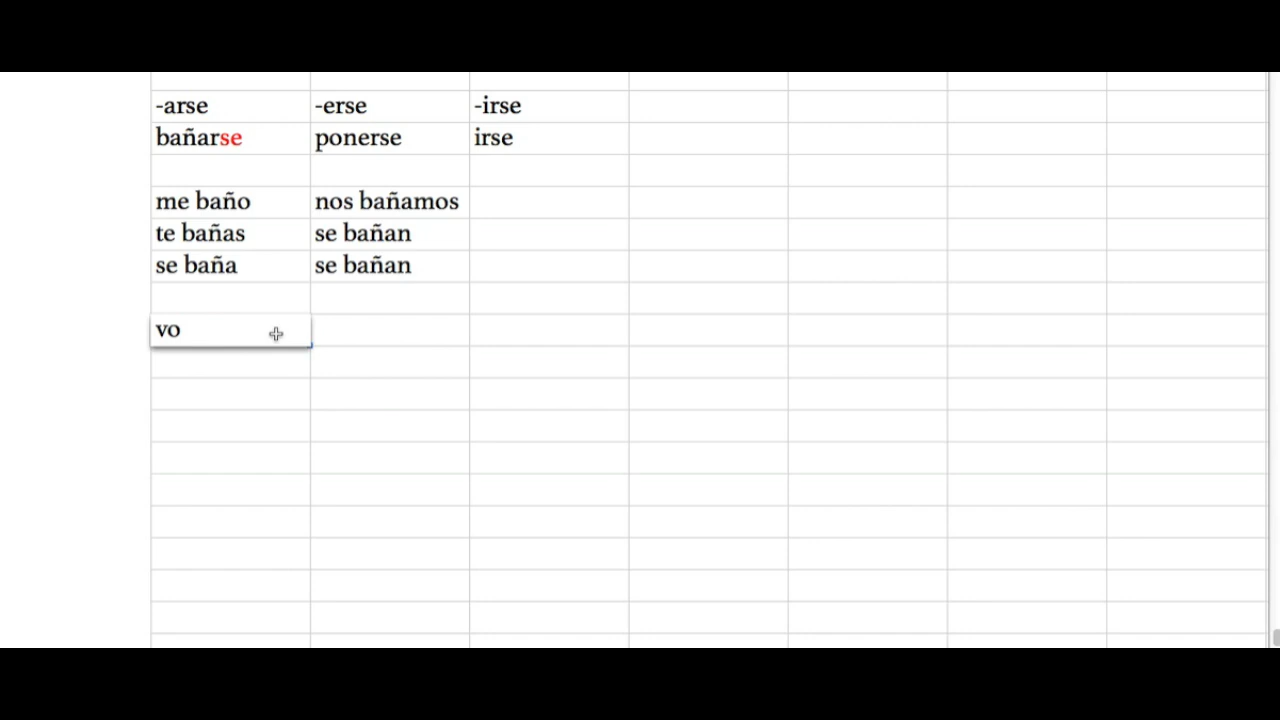 -arse -erse -irse
bañarse ponerse irse
me baño nos bañamos
te bañas se bañan
se baña se bañan
vo